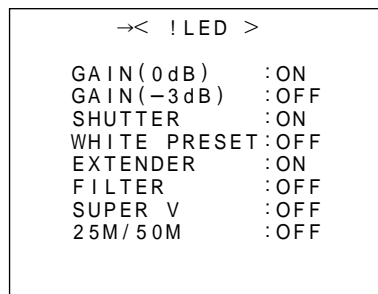 →< !LED >
GAIN(0dB) :ON
GAIN(−3dB) :OFF
SHUTTER :ON
WHITE PRESET:OFF
EXTENDER :ON
FILTER :OFF
SUPER V :OFF
25M/50M :OFF